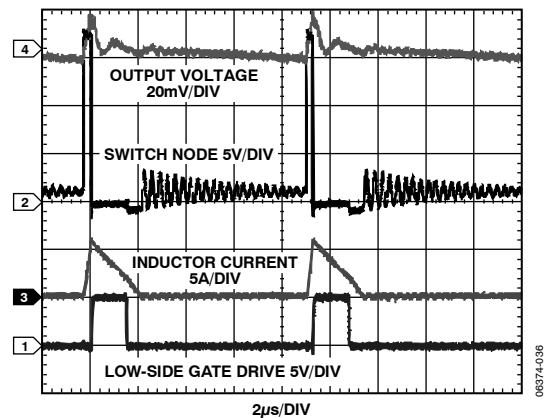 4
OUTPUT VOLTAGE
20mV/DIV
SWITCH NODE 5V/DIV
2
INDUCTOR CURRENT
5A/DIV
3
1
LOW-SIDE GATE DRIVE 5V/DIV
2µs/DIV
06374-036